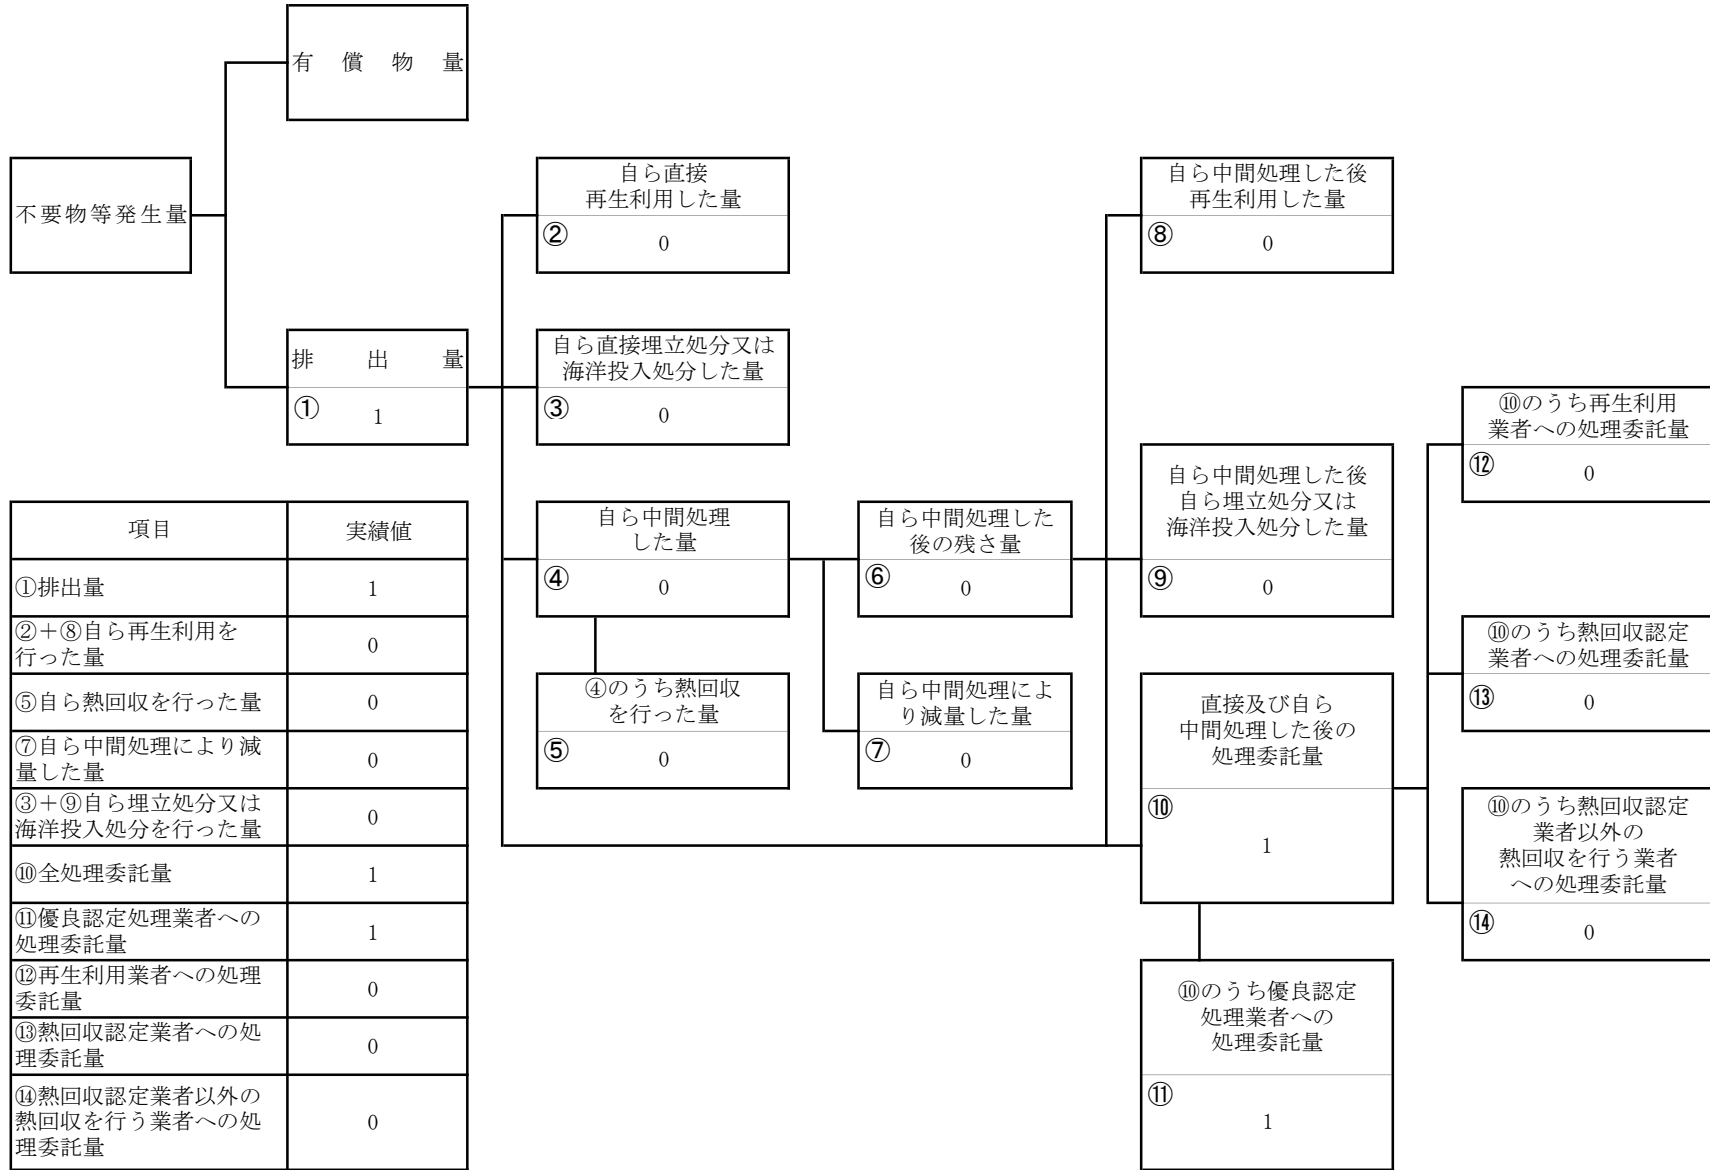 有償物量
不要物等発生量
自ら直接
再生利用した量
②
0
自ら中間処理した後
再生利用した量
⑧
0
排出量
①
1
自ら直接埋立処分又は
海洋投入処分した量
③
0
⑩のうち再生利用
業者への処理委託量
⑫
0
自ら中間処理
した量
④
0
自ら中間処理した
後の残さ量
⑥
0
自ら中間処理した後
自ら埋立処分又は
海洋投入処分した量
⑨
0
⑩のうち熱回収認定
業者への処理委託量
⑬
0
④のうち熱回収
を行った量
⑤
0
自ら中間処理によ
り減量した量
⑦
0
直接及び自ら
中間処理した後の
処理委託量
⑩
1
⑩のうち熱回収認定
業者以外の
熱回収を行う業者
への処理委託量
⑭
0
⑩のうち優良認定
処理業者への
処理委託量
⑪
1
項目 実績値
①排出量 1
②+⑧自ら再生利用を
行った量 0
⑤自ら熱回収を行った量 0
⑦自ら中間処理により減
量した量 0
③+⑨自ら埋立処分又は
海洋投入処分を行った量 0
⑩全処理委託量 1
⑪優良認定処理業者への
処理委託量 1
⑫再生利用業者への処理
委託量 0
⑬熱回収認定業者への処
理委託量 0
⑭熱回収認定業者以外の
熱回収を行う業者への処
理委託量 0